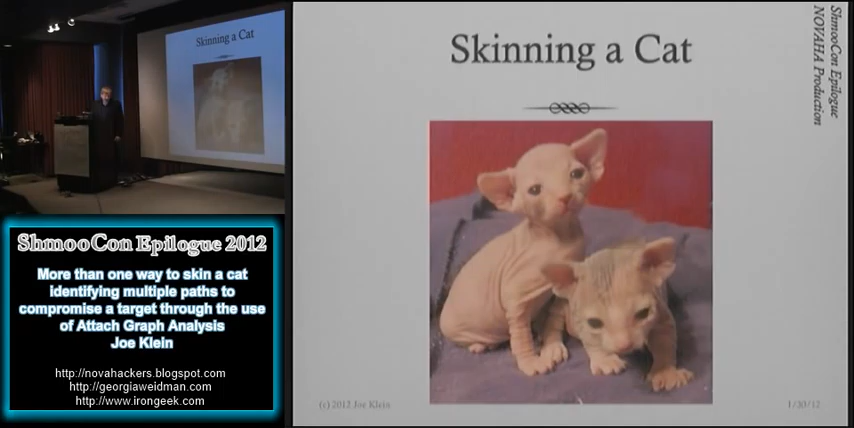 Skinning a Cat
ShmooCon Epilogue 2012
More than one way to skin a cat
identifying multiple paths to
compromise a target through the use
of Attach Graph Analysis
Joe Klein
http://novahackers.blogspot.com
http://georgiaweidman.com
http://www.irongeek.com
Skinning a Cat
ShmooCon Epilogue
NOVAHA Production
(c) 2012 Joe Klein
1/30/12